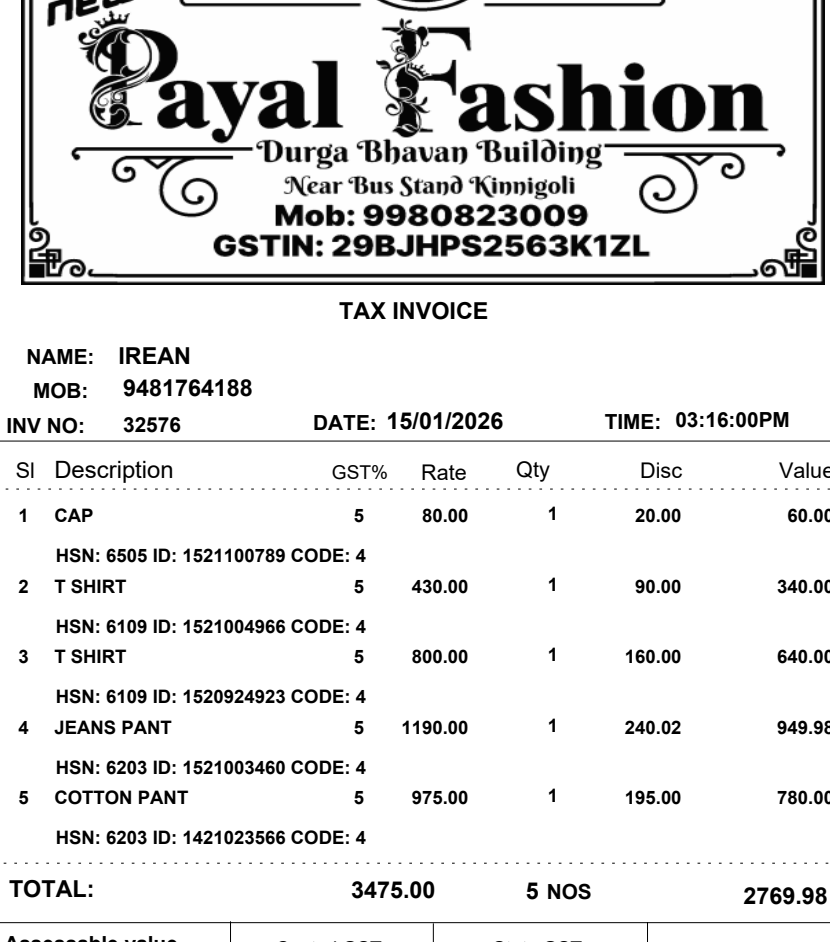 new
Payal Fashion
Durga Bhavan Building
Near Bus Stand Kinnigoli
Mob: 9980823009
GSTIN: 29BJHPS2563K1ZL
TAX INVOICE
NAME: IREAN
MOB: 9481764188
INV NO: 32576 DATE: 15/01/2026 TIME: 03:16:00PM
Sl Description GST% Rate Qty Disc Value
1 CAP 5 80.00 1 20.00 60.00
HSN: 6505 ID: 1521100789 CODE: 4
2 T SHIRT 5 430.00 1 90.00 340.00
HSN: 6109 ID: 1521004966 CODE: 4
3 T SHIRT 5 800.00 1 160.00 640.00
HSN: 6109 ID: 1520924923 CODE: 4
4 JEANS PANT 5 1190.00 1 240.02 949.98
HSN: 6203 ID: 1521003460 CODE: 4
5 COTTON PANT 5 975.00 1 195.00 780.00
HSN: 6203 ID: 1421023566 CODE: 4
TOTAL: 3475.00 5 NOS 2769.98